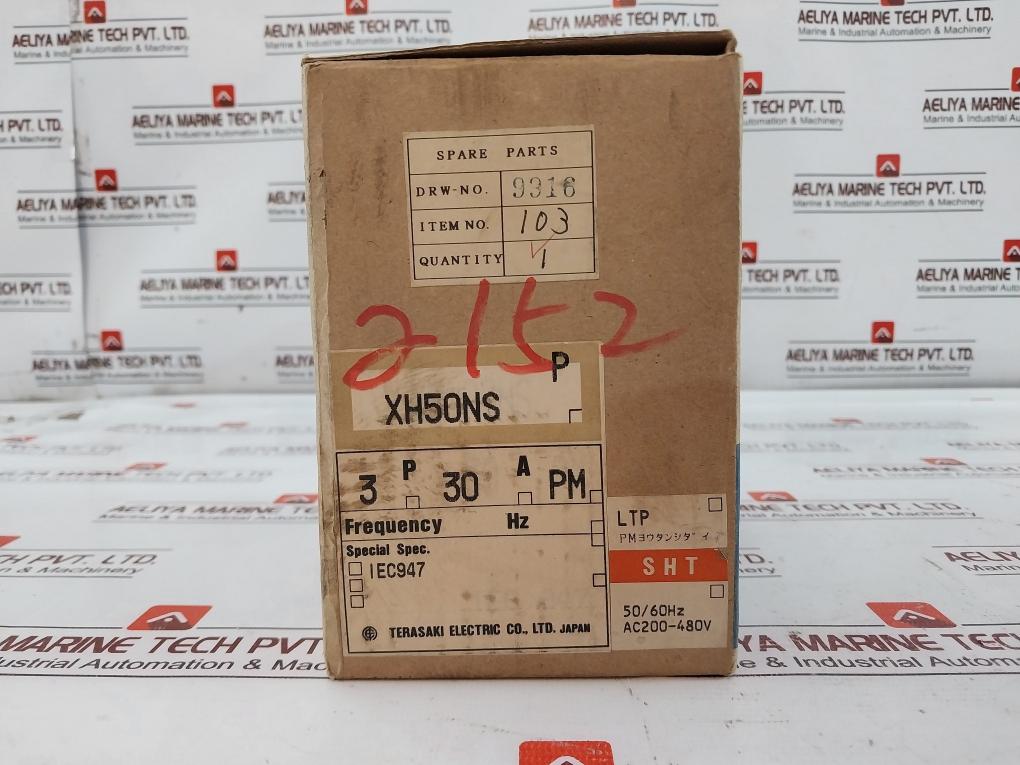 SPARE PARTS
DRW-NO. 9316
ITEM NO. 103
QUANTITY 1
2152
P
XH50NS
3 P 30 A PM
Frequency Hz
Special Spec.
IEC947
TERASAKI ELECTRIC CO., LTD. JAPAN
LTP
PMヨウタンシダイ
SHT
50/60Hz
AC200-480V
AELIYA MARINE TECH PVT. LTD.
Marine & Industrial Automation & Machinery